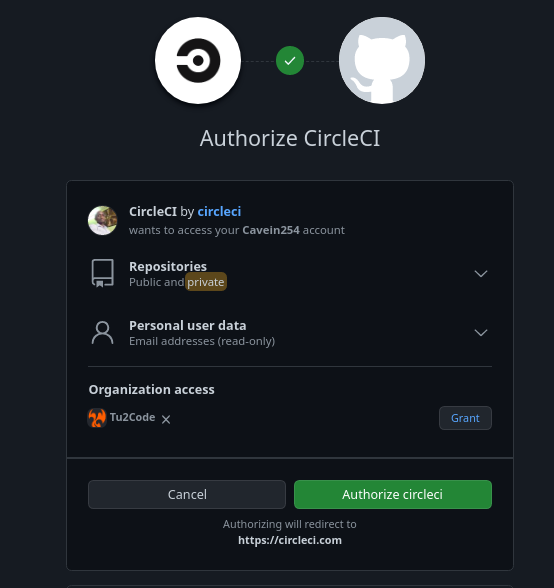 Authorize CircleCI
CircleCI by circleci
wants to access your Cavein254 account
Repositories
Public and private
Personal user data
Email addresses (read-only)
Organization access
Tu2Code
Grant
Cancel
Authorize circleci
Authorizing will redirect to
https://circleci.com